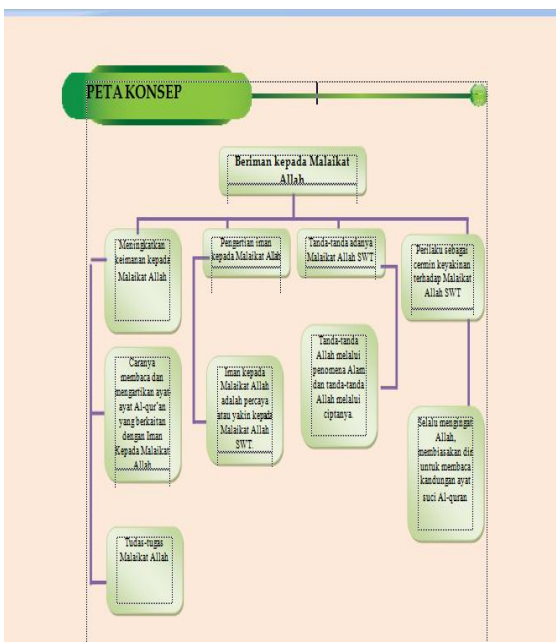 PETA KONSEP
Beriman kepada Malaikat
Allah
Meningkatkan
keimanan kepada
Malaikat Allah
Pengertian iman
kepada Malaikat Allah
Tanda-tanda adanya
Malaikat Allah SWT
Perilaku sebagai
cermin keyakinan
terhadap Malaikat
Allah SWT
Caranya
membaca dan
mengartikan ayat
ayat Al-qur'an
yang berkaitan
dengan Iman
Kepada Malaikat
Allah
Iman kepada
Malaikat Allah
adalah percaya
atau yakin kepada
Malaikat Allah
SWT.
Tanda-tanda
Allah melalui
penomena Alam
dan tanda-tanda
Allah melalui
ciptanya.
Selalu mengingat
Allah,
membiasakan diri
untuk membaca
kandungan ayat
suci Al-quran
Tudas-tugas
Malaikat Allah